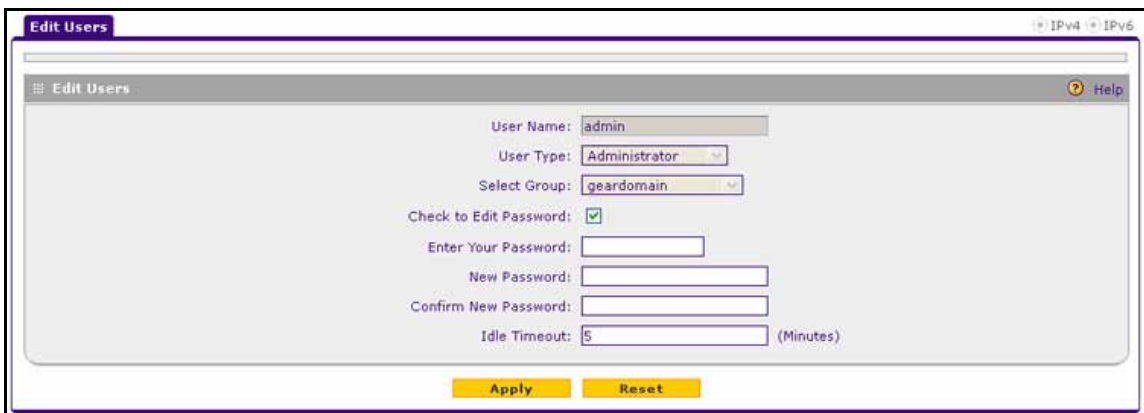 Edit Users
IPv4 IPv6
Edit Users
Help
User Name: admin
User Type: Administrator
Select Group: geardomain
Check to Edit Password:
Enter Your Password:
New Password:
Confirm New Password:
Idle Timeout: 5 (Minutes)
Apply Reset